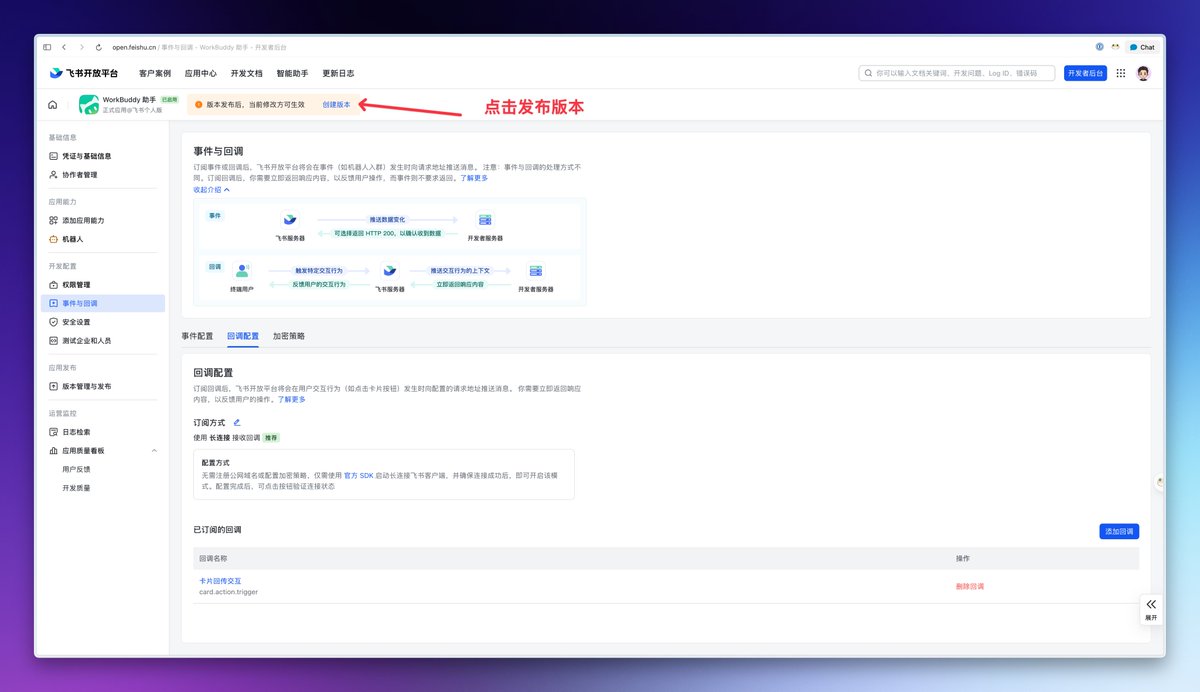 open.feishu.cn / 事件与回调 - WorkBuddy 助手 - 开发者后台
Chat
飞书开放平台 客户案例 应用中心 开发文档 智能助手 更新日志
你可以输入文档关键词、开发问题、Log ID、错误码
开发者后台
WorkBuddy 助手 已启用
正式应用@飞书个人版
版本发布后，当前修改方可生效 创建版本
点击发布版本
基础信息
凭证与基础信息
协作者管理
应用能力
添加应用能力
机器人
开发配置
权限管理
事件与回调
安全设置
测试企业和人员
应用发布
版本管理与发布
运营监控
日志检索
应用质量看板
用户反馈
开发质量
事件与回调
订阅事件或回调后，飞书开放平台将会在事件（如机器人入群）发生时向请求地址推送消息。 注意：事件与回调的处理方式不
同。订阅回调后，你需要立即返回响应内容，以反馈用户操作，而事件则不要求返回。了解更多
收起介绍
事件
推送数据变化
可选择返回 HTTP 200，以确认收到数据
飞书服务器
开发者服务器
回调
触发特定交互行为
推送交互行为的上下文
反馈用户的交互行为
立即返回响应内容
终端用户
飞书服务器
开发者服务器
事件配置 回调配置 加密策略
回调配置
订阅回调后，飞书开放平台将会在用户交互行为（如点击卡片按钮）发生时向配置的请求地址推送消息。 你需要立即返回响应
内容，以反馈用户的操作。了解更多
订阅方式
使用 长连接 接收回调 推荐
配置方式
无需注册公网域名或配置加密策略，仅需使用 官方 SDK 启动长连接飞书客户端，并确保连接成功后，即可开启该模
式。配置完成后，可点击按钮验证连接状态
已订阅的回调
添加回调
回调名称 操作
卡片回传交互
card.action.trigger
删除回调
展开